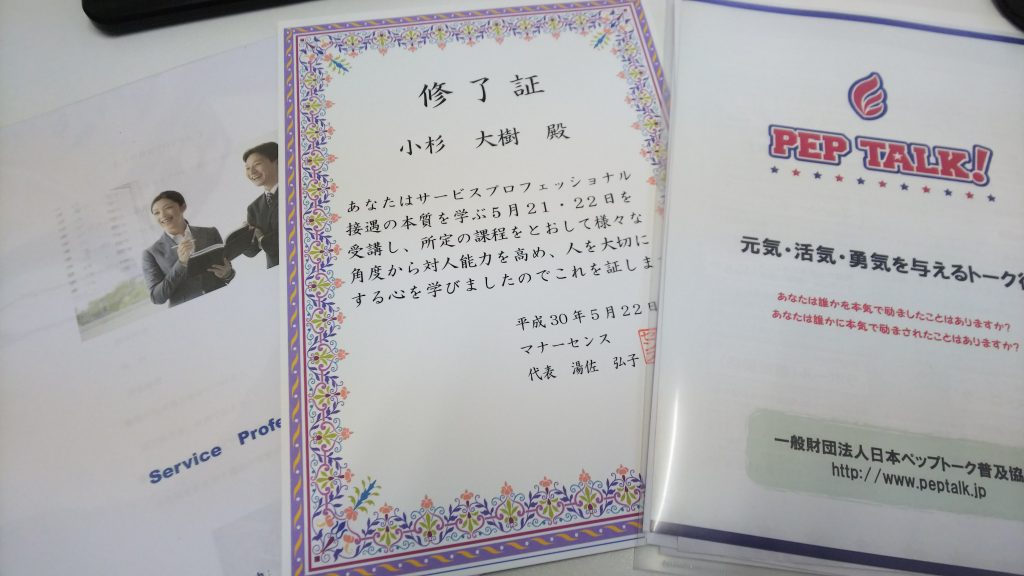 修了証
小杉 大樹 殿
あなたはサービスプロフェッショナル
接遇の本質を学ぶ5月21・22日を
受講し、所定の課程をとおして様々な
角度から対人能力を高め、人を大切に
する心を学びましたのでこれを証しま
平成30年5月22日
マナーセンス
代表 湯佐 弘子
Service Profe
PEP TALK!
元気・活気・勇気を与えるトーク
あなたは誰かを本気で励ましたことはありますか?
あなたは誰かに本気で励まされたことはありますか?
一般財団法人日本ペップトーク普及協
http://www.peptalk.jp